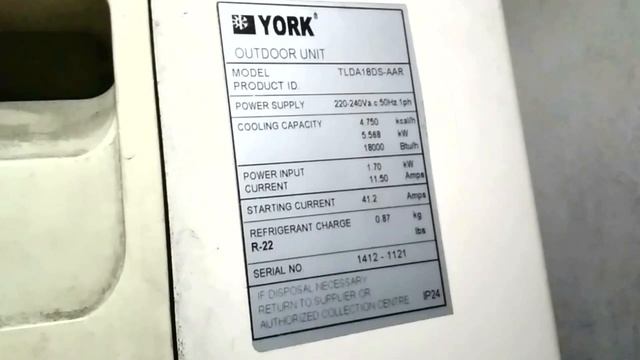 YORK®
OUTDOOR UNIT
MODEL TLDA18DS-AAR
PRODUCT ID.
POWER SUPPLY 220-240Va.c 50Hz 1ph
COOLING CAPACITY 4.750 kcal/h
5.568 kW
18000 Btu/h
POWER INPUT 1.70 kW
CURRENT 11.50 Amps
STARTING CURRENT 41.2 Amps
REFRIGERANT CHARGE 0.87 kg
R-22 lbs
SERIAL NO 1412 - 1121
IF DISPOSAL NECESSARY
RETURN TO SUPPLIER OR
AUTHORIZED COLLECTION CENTRE IP24